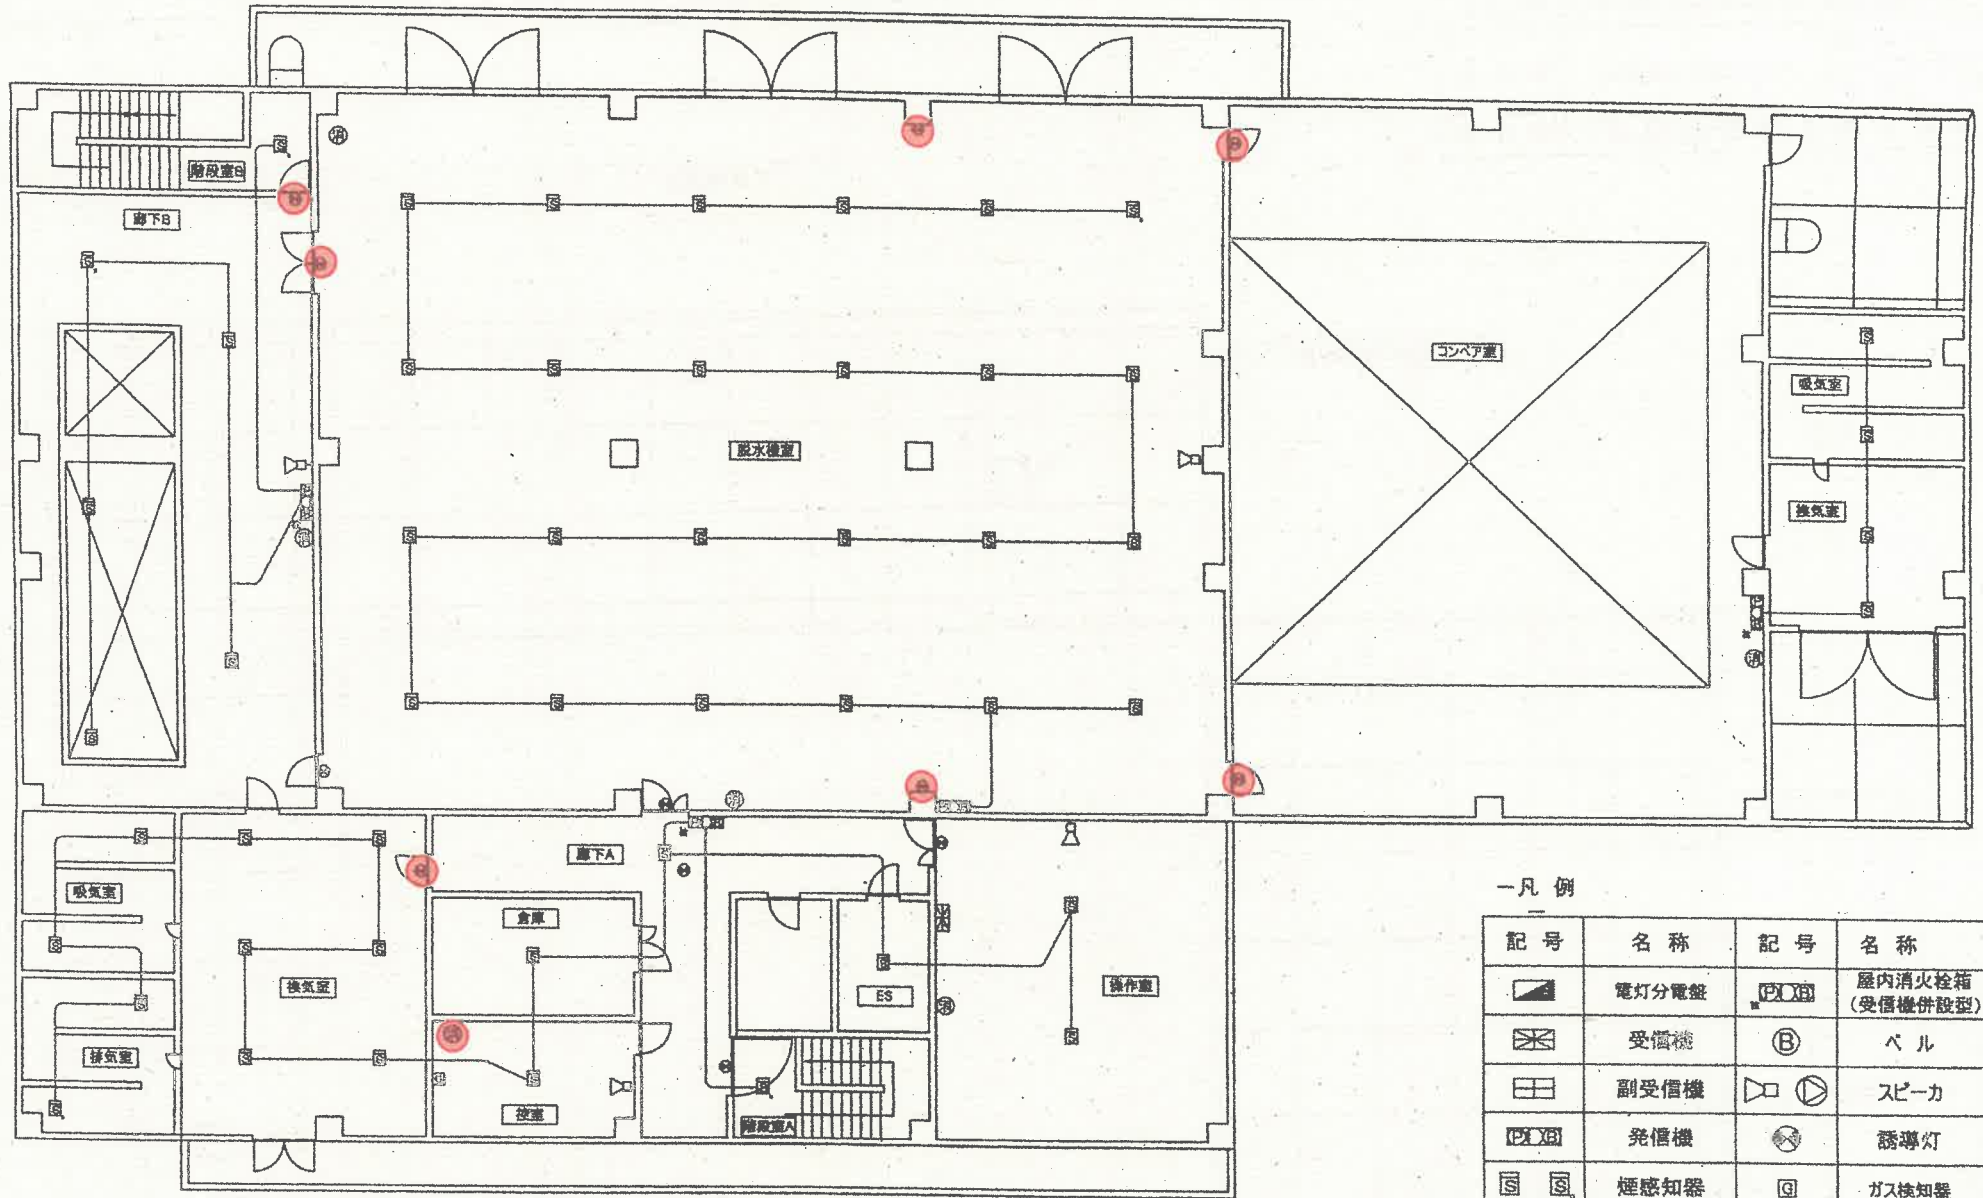 階段室B
廊下B
コンベア室
吸気室
脱水機室
換気室
廊下A
吸気室
倉庫
換気室
ES
操作室
排気室
控室
階段室A
一凡 例
記号 名称 記号 名称
電灯分電盤 屋内消火栓箱
(受信機併設型)
受信機 B ベル
副受信機 スピーカ
P B 発信機 誘導灯
S S 煙感知器 G ガス検知器